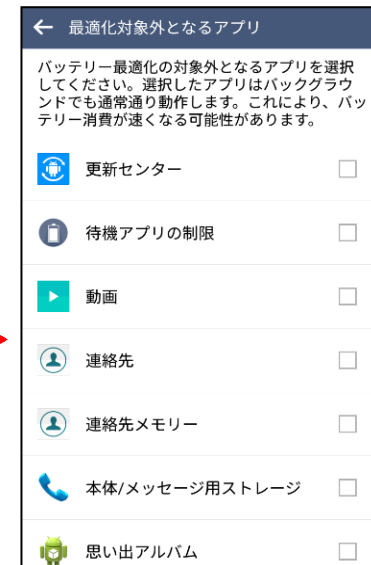 最適化対象外となるアプリ
バッテリー最適化の対象外となるアプリを選択
してください。選択したアプリはバックグラウ
ンドでも通常通り動作します。これにより、バッ
テリー消費が速くなる可能性があります。
更新センター
待機アプリの制限
動画
連絡先
連絡先メモリー
本体/メッセージ用ストレージ
思い出アルバム